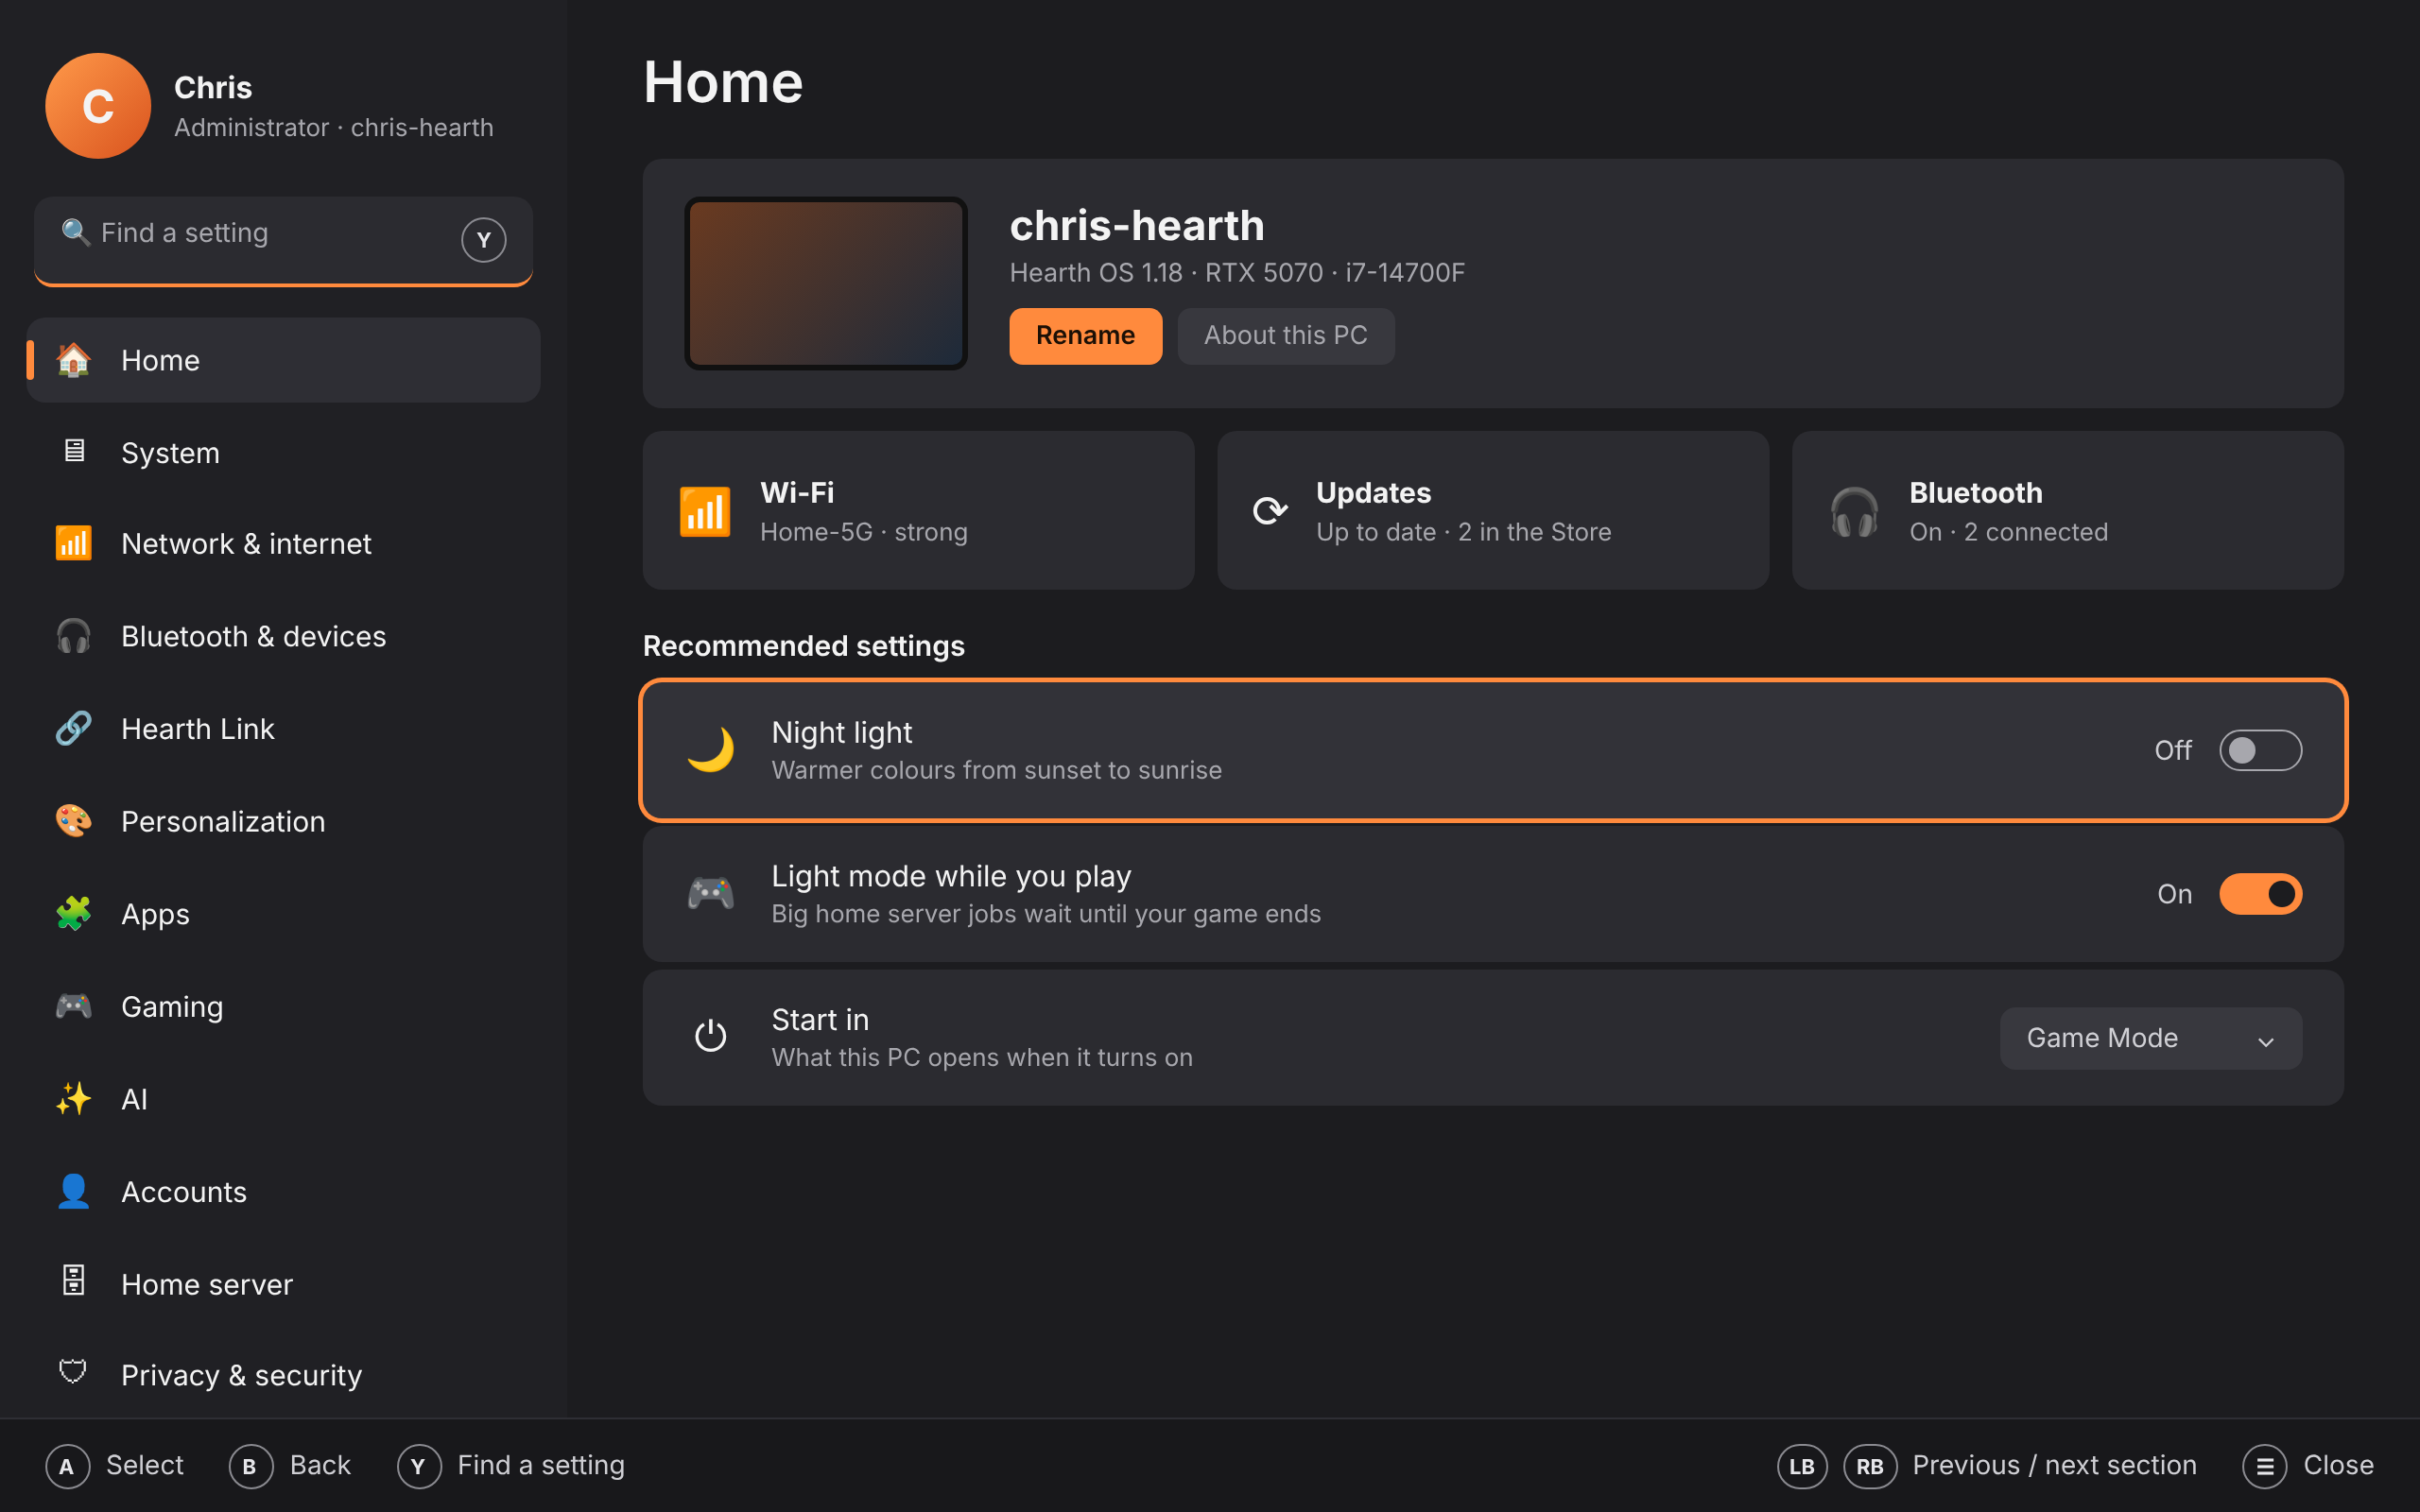 C
Chris
Administrator · chris-hearth
Find a setting
Y
Home
System
Network & internet
Bluetooth & devices
Hearth Link
Personalization
Apps
Gaming
AI
Accounts
Home server
Privacy & security
Home
chris-hearth
Hearth OS 1.18 · RTX 5070 · i7-14700F
Rename
About this PC
Wi-Fi
Home-5G · strong
Updates
Up to date · 2 in the Store
Bluetooth
On · 2 connected
Recommended settings
Night light
Warmer colours from sunset to sunrise
Off
Light mode while you play
Big home server jobs wait until your game ends
On
Start in
What this PC opens when it turns on
Game Mode
A Select
B Back
Y Find a setting
LB RB Previous / next section
☰ Close